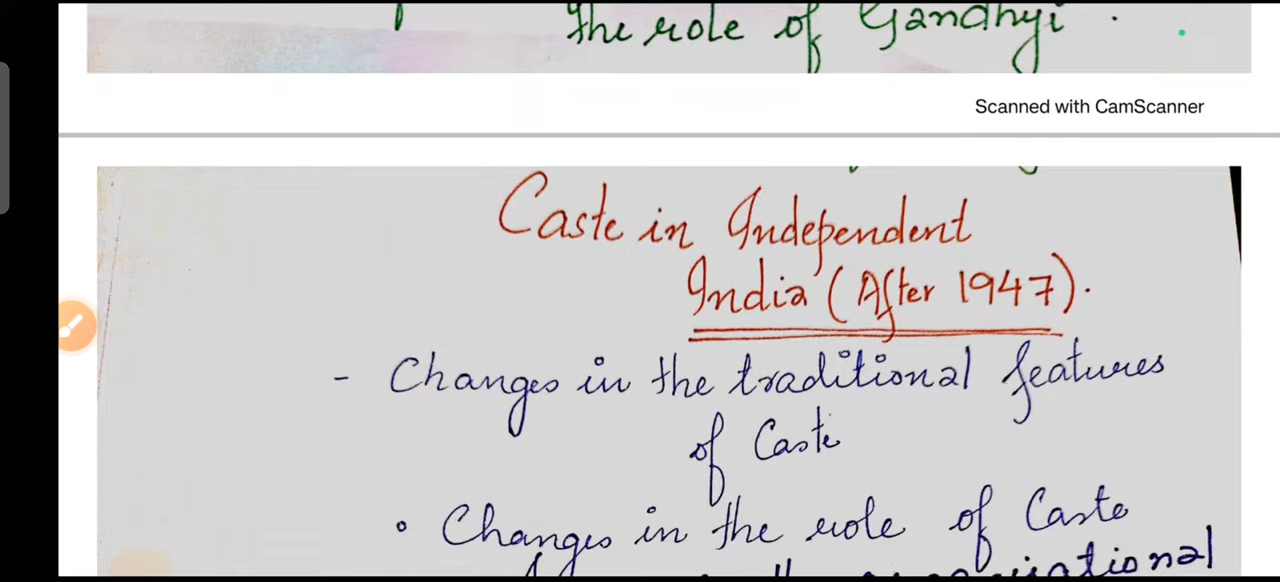 The role of Gandhyi.
Scanned with CamScanner
Caste in Independent
India (After 1947).
- Changes in the traditional features
of Caste
° Changes in the role of Caste